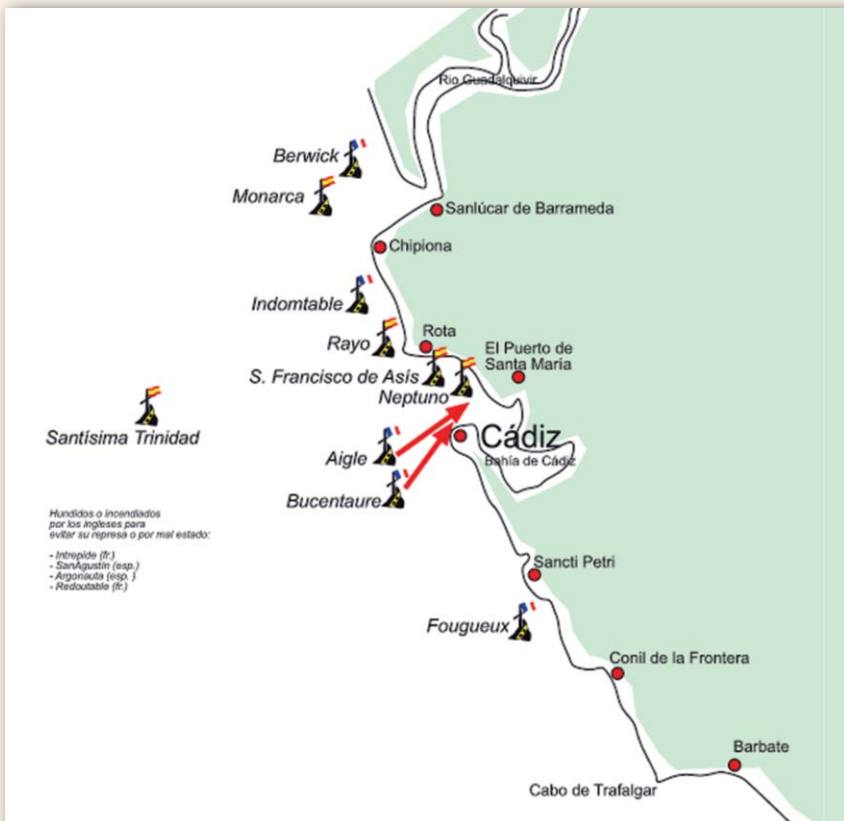 Rio Guadalquivir
Berwick
Monarca
Sanlúcar de Barrameda
Chipiona
Indomtable
Rayo
Rota
El Puerto de
Santa María
S. Francisco de Asís
Neptuno
Santísima Trinidad
Aigle
Cádiz
Bahía de Cádiz
Bucentaure
Hundidos o incendiados
por los ingleses para
evitar su represa o por mal estado:
- Intrepide (fr.)
- SanAgustín (esp.)
- Argonauta (esp. )
- Redoutable (fr.)
Sancti Petri
Fougueux
Conil de la Frontera
Barbate
Cabo de Trafalgar